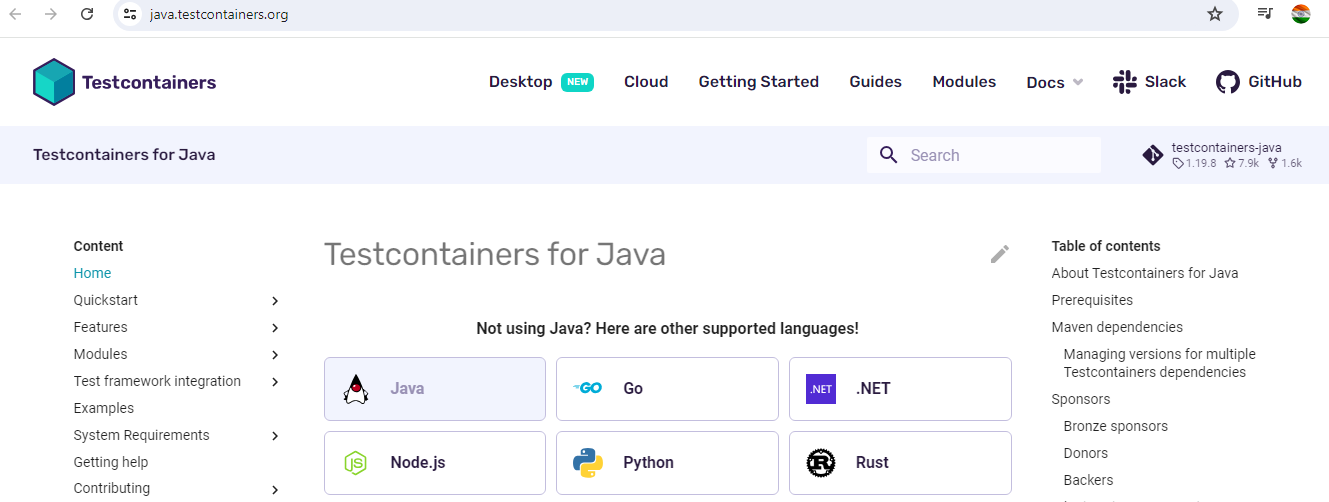 java.testcontainers.org
Testcontainers
Desktop NEW Cloud Getting Started Guides Modules Docs Slack GitHub
Testcontainers for Java
Search
testcontainers-java
1.19.8 7.9k 1.6k
Content
Home
Quickstart
Features
Modules
Test framework integration
Examples
System Requirements
Getting help
Contributing
Testcontainers for Java
Not using Java? Here are other supported languages!
Java
GO Go
.NET .NET
JS Node.js
Python
R Rust
Table of contents
About Testcontainers for Java
Prerequisites
Maven dependencies
Managing versions for multiple
Testcontainers dependencies
Sponsors
Bronze sponsors
Donors
Backers